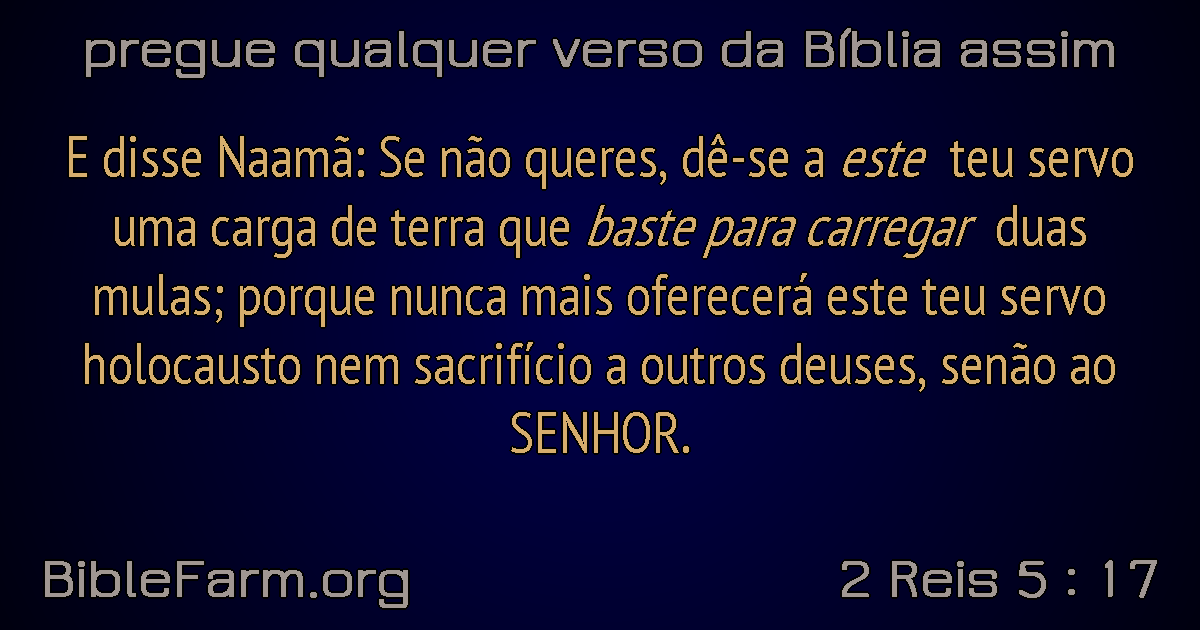 pregue qualquer verso da Bíblia assim
E disse Naamã: Se não queres, dê-se a este teu servo
uma carga de terra que baste para carregar duas
mulas; porque nunca mais oferecerá este teu servo
holocausto nem sacrifício a outros deuses, senão ao
SENHOR.
BibleFarm.org
2 Reis 5 : 17